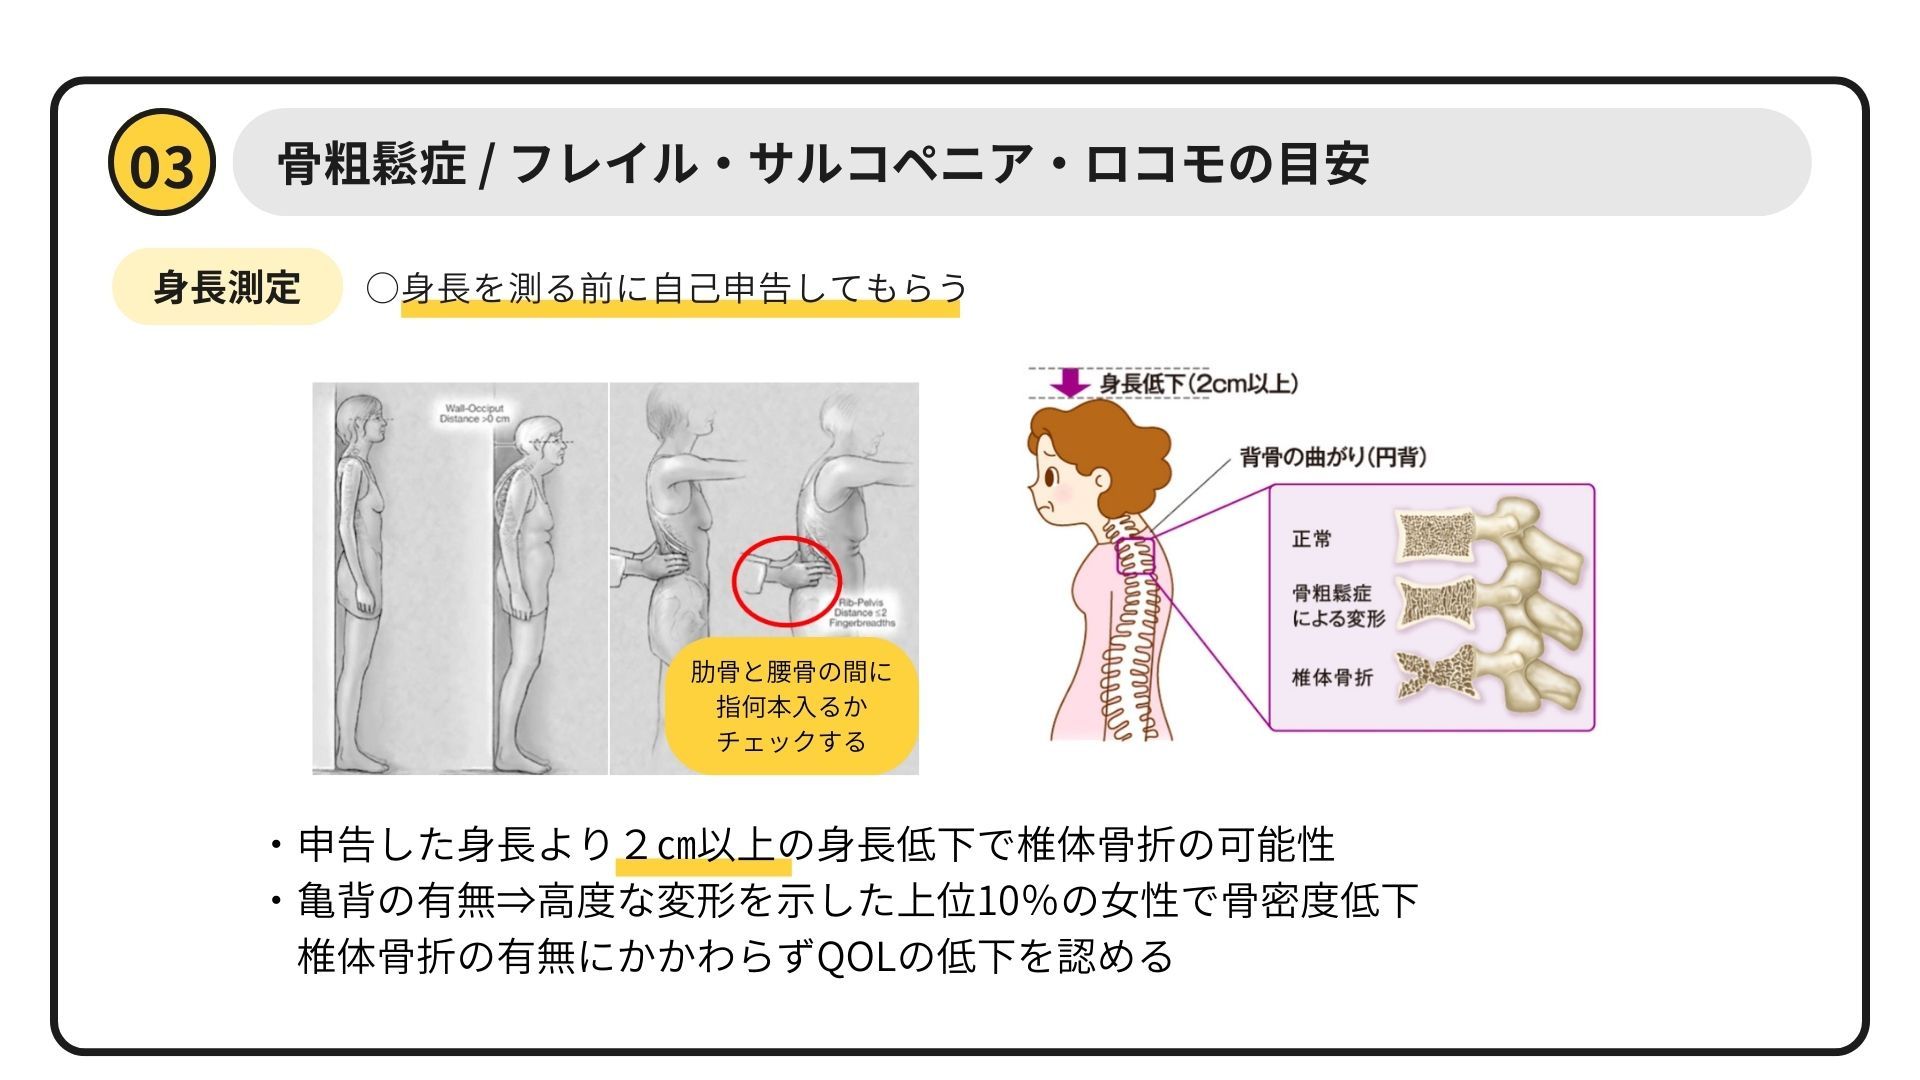 03
骨粗鬆症 / フレイル・サルコペニア・ロコモの目安
身長測定
○身長を測る前に自己申告してもらう
Wall-Occiput
Distance >0 cm
Rib-Pelvis
Distance ≤2
Fingerbreadths
肋骨と腰骨の間に
指何本入るか
チェックする
身長低下(2cm以上)
背骨の曲がり(円背)
正常
骨粗鬆症
による変形
椎体骨折
・申告した身長より２㎝以上の身長低下で椎体骨折の可能性
・亀背の有無⇒高度な変形を示した上位10％の女性で骨密度低下
椎体骨折の有無にかかわらずQOLの低下を認める